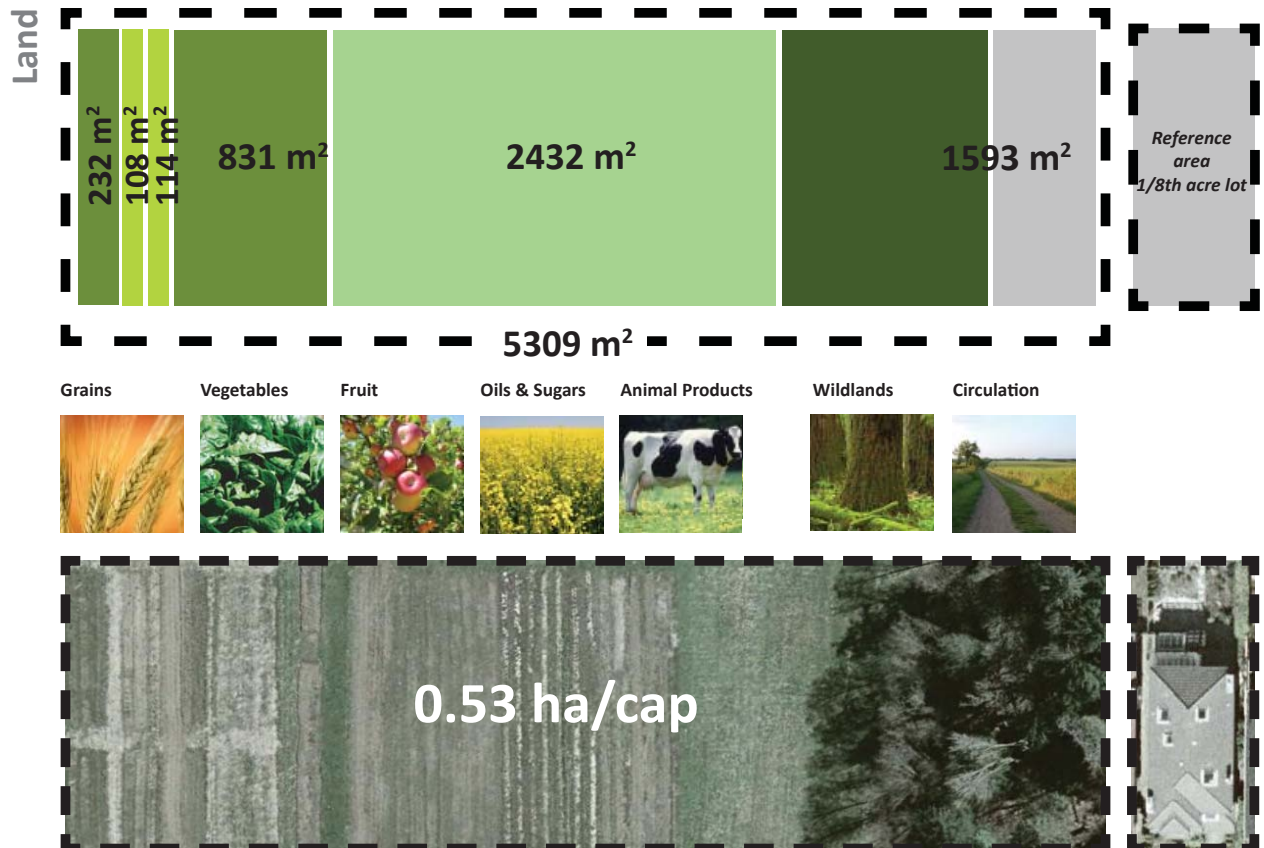 Land
232 m²
108 m²
114 m²
831 m²
2432 m²
1593 m²
Reference
area
1/8th acre lot
5309 m²
Grains
Vegetables
Fruit
Oils & Sugars
Animal Products
Wildlands
Circulation
0.53 ha/cap